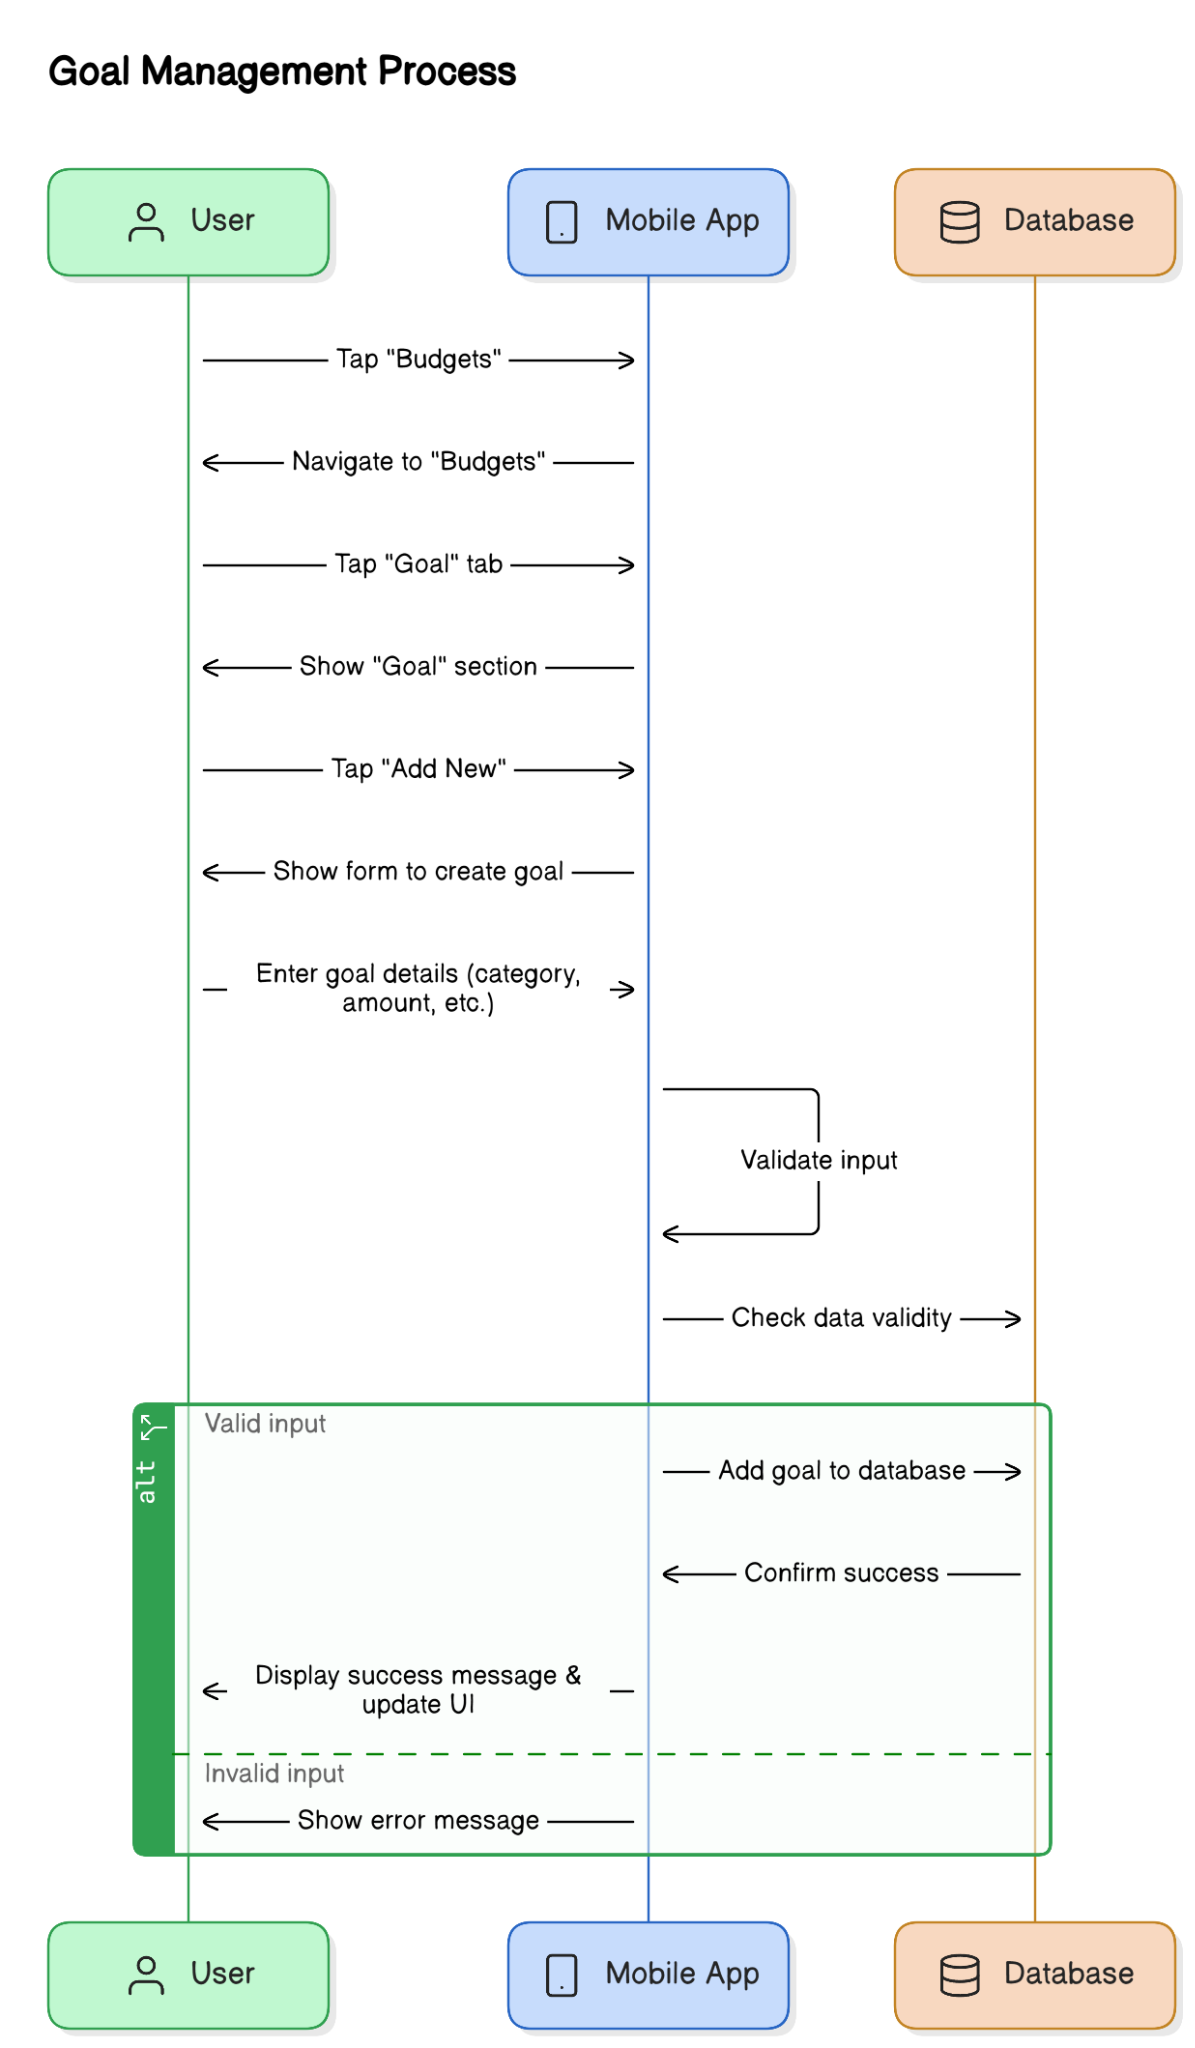 Goal Management Process
User
Mobile App
Database
Tap "Budgets"
Navigate to "Budgets"
Tap "Goal" tab
Show "Goal" section
Tap "Add New"
Show form to create goal
Enter goal details (category,
amount, etc.)
Validate input
Check data validity
alt
Valid input
Add goal to database
Confirm success
Display success message &
update UI
Invalid input
Show error message
User
Mobile App
Database